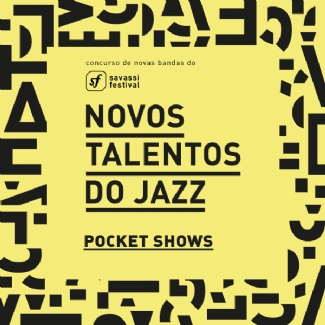 concurso de novas bandas do
sf savassi
festival
NOVOS
TALENTOS
DO JAZZ
POCKET SHOWS